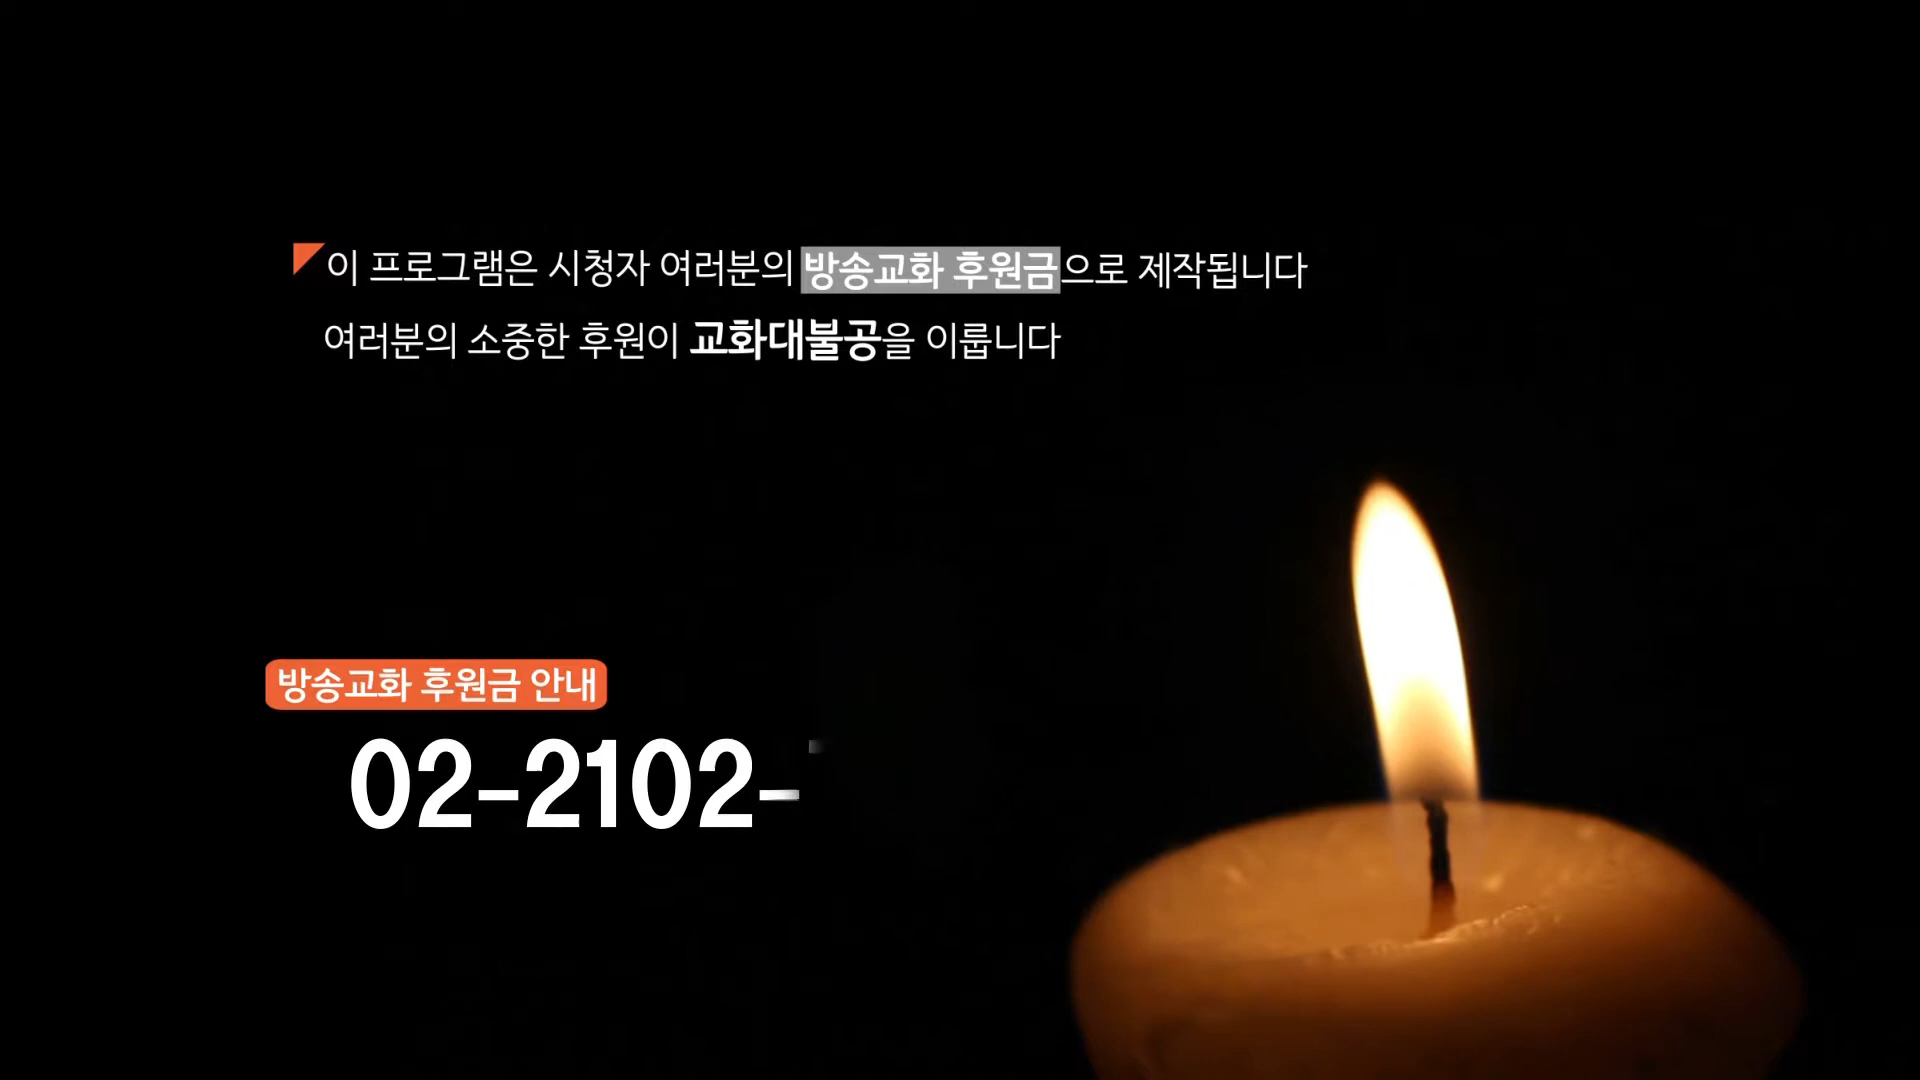 이 프로그램은 시청자 여러분의 방송교화 후원금으로 제작됩니다
여러분의 소중한 후원이 교화대불공을 이룹니다
방송교화 후원금 안내
02-2102-